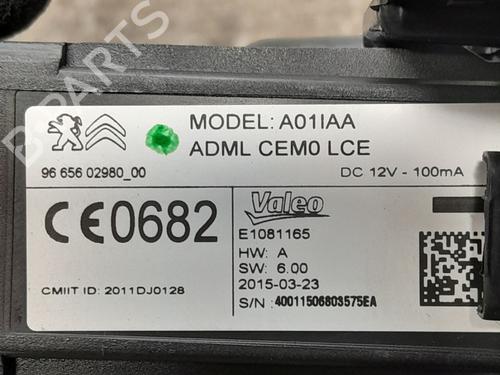 B-PARTS
MODEL: A01IAA
ADML CEM0 LCE
96 656 02980_00
DC 12V - 100mA
CE0682
Valeo
E1081165
HW: A
SW: 6.00
2015-03-23
CMIIT ID: 2011DJ0128
S/N : 40011506803575EA